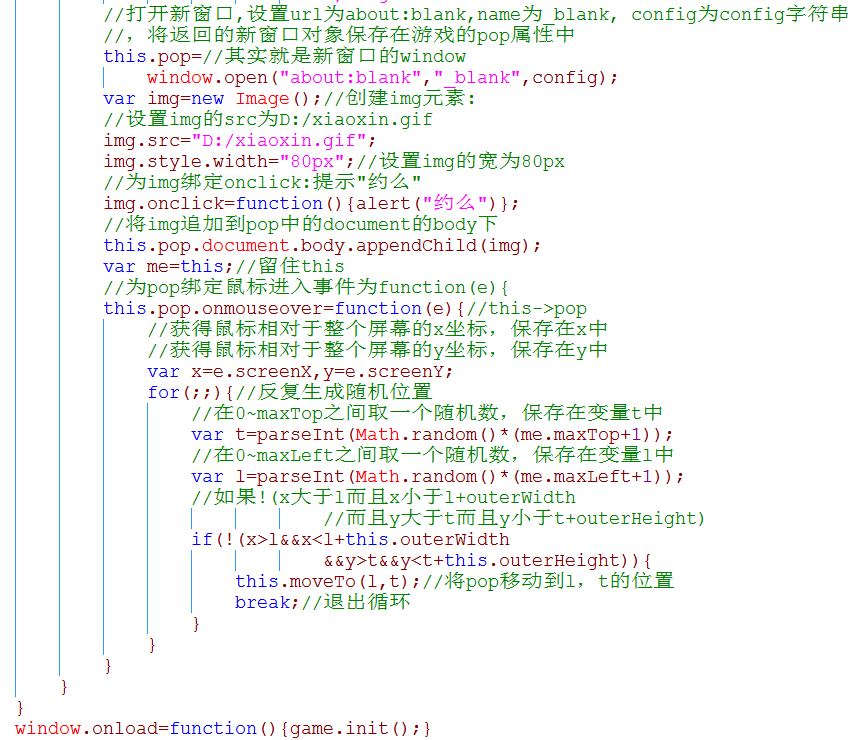 //打开新窗口,设置url为about:blank,name为_blank, config为config字符串
//，将返回的新窗口对象保存在游戏的pop属性中
this.pop=//其实就是新窗口的window
window.open("about:blank","_blank",config);
var img=new Image();//创建img元素:
//设置img的src为D:/xiaoxin.gif
img.src="D:/xiaoxin.gif";
img.style.width="80px";//设置img的宽为80px
//为img绑定onclick:提示"约么"
img.onclick=function(){alert("约么")};
//将img追加到pop中的document的body下
this.pop.document.body.appendChild(img);
var me=this;//留住this
//为pop绑定鼠标进入事件为function(e){
this.pop.onmouseover=function(e){//this->pop
//获得鼠标相对于整个屏幕的x坐标，保存在x中
//获得鼠标相对于整个屏幕的y坐标，保存在y中
var x=e.screenX,y=e.screenY;
for(;;){//反复生成随机位置
//在0~maxTop之间取一个随机数，保存在变量t中
var t=parseInt(Math.random()*(me.maxTop+1));
//在0~maxLeft之间取一个随机数，保存在变量l中
var l=parseInt(Math.random()*(me.maxLeft+1));
//如果!(x大于l而且x小于l+outerWidth
//而且y大于t而且y小于t+outerHeight)
if(!(x>l&&x<l+this.outerWidth
&&y>t&&y<t+this.outerHeight)){
this.moveTo(l,t);//将pop移动到l，t的位置
break;//退出循环
}
}
}
}
}
window.onload=function(){game.init();}